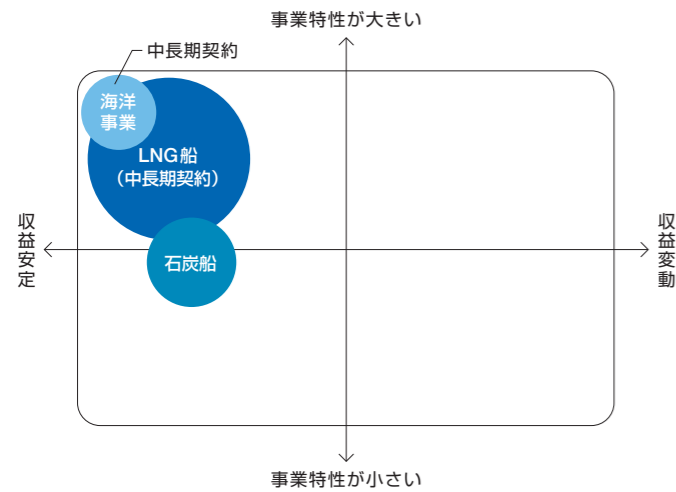 事業特性が大きい
中長期契約
海洋
事業
LNG船
（中長期契約）
収益安定
収益変動
石炭船
事業特性が小さい